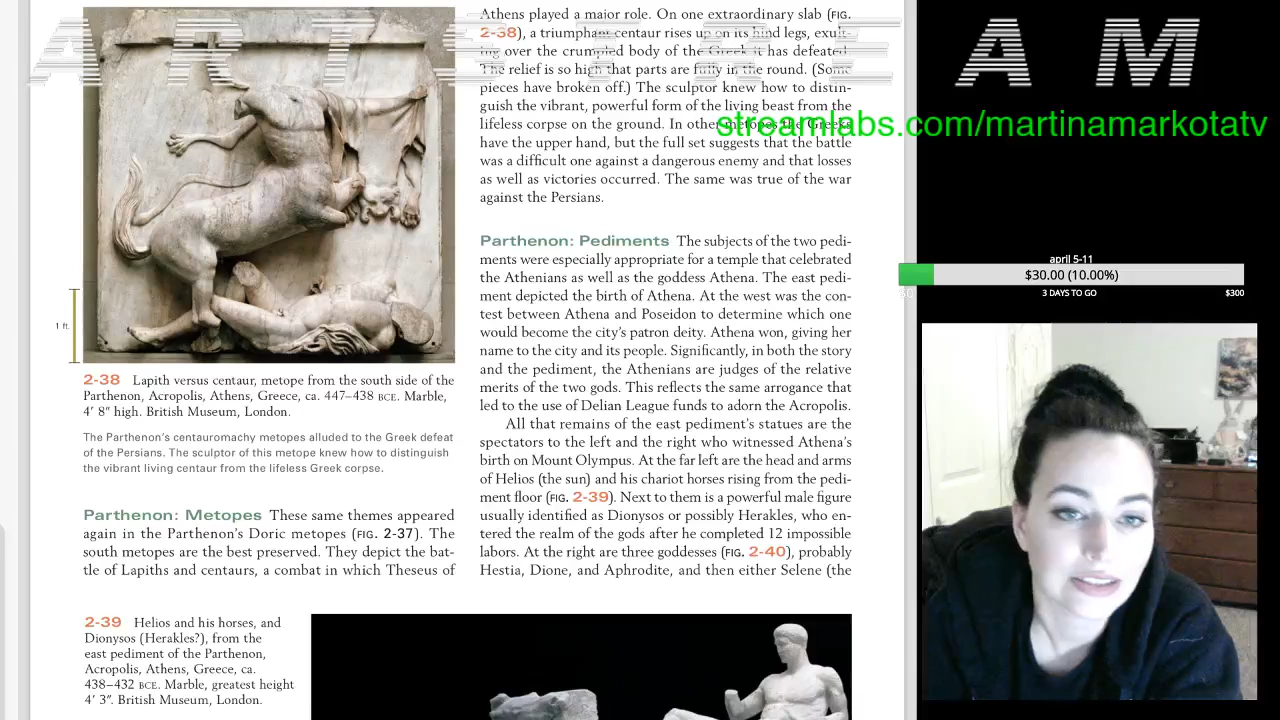 ARTSTREAM
streamlabs.com/martinamarkotatv
april 5-11
$30.00 (10.00%)
3 DAYS TO GO
$300
1 ft.
2-38 Lapith versus centaur, metope from the south side of the
Parthenon, Acropolis, Athens, Greece, ca. 447–438 BCE. Marble,
4′ 8″ high. British Museum, London.
The Parthenon's centauromachy metopes alluded to the Greek defeat
of the Persians. The sculptor of this metope knew how to distinguish
the vibrant living centaur from the lifeless Greek corpse.
Parthenon: Metopes These same themes appeared
again in the Parthenon's Doric metopes (FIG. 2-37). The
south metopes are the best preserved. They depict the bat-
tle of Lapiths and centaurs, a combat in which Theseus of
Athens played a major role. On one extraordinary slab (FIG.
2-38), a triumphant centaur rises up on its hind legs, exult-
ing over the crumpled body of the Greek it has defeated.
The relief is so high that parts are fully in the round. (Some
pieces have broken off.) The sculptor knew how to distin-
guish the vibrant, powerful form of the living beast from the
lifeless corpse on the ground. In other metopes the Greeks
have the upper hand, but the full set suggests that the battle
was a difficult one against a dangerous enemy and that losses
as well as victories occurred. The same was true of the war
against the Persians.
Parthenon: Pediments The subjects of the two pedi-
ments were especially appropriate for a temple that celebrated
the Athenians as well as the goddess Athena. The east pedi-
ment depicted the birth of Athena. At the west was the con-
test between Athena and Poseidon to determine which one
would become the city's patron deity. Athena won, giving her
name to the city and its people. Significantly, in both the story
and the pediment, the Athenians are judges of the relative
merits of the two gods. This reflects the same arrogance that
led to the use of Delian League funds to adorn the Acropolis.
All that remains of the east pediment's statues are the
spectators to the left and the right who witnessed Athena's
birth on Mount Olympus. At the far left are the head and arms
of Helios (the sun) and his chariot horses rising from the pedi-
ment floor (FIG. 2-39). Next to them is a powerful male figure
usually identified as Dionysos or possibly Herakles, who en-
tered the realm of the gods after he completed 12 impossible
labors. At the right are three goddesses (FIG. 2-40), probably
Hestia, Dione, and Aphrodite, and then either Selene (the
2-39 Helios and his horses, and
Dionysos (Herakles?), from the
east pediment of the Parthenon,
Acropolis, Athens, Greece, ca.
438–432 BCE. Marble, greatest height
4′ 3″. British Museum, London.